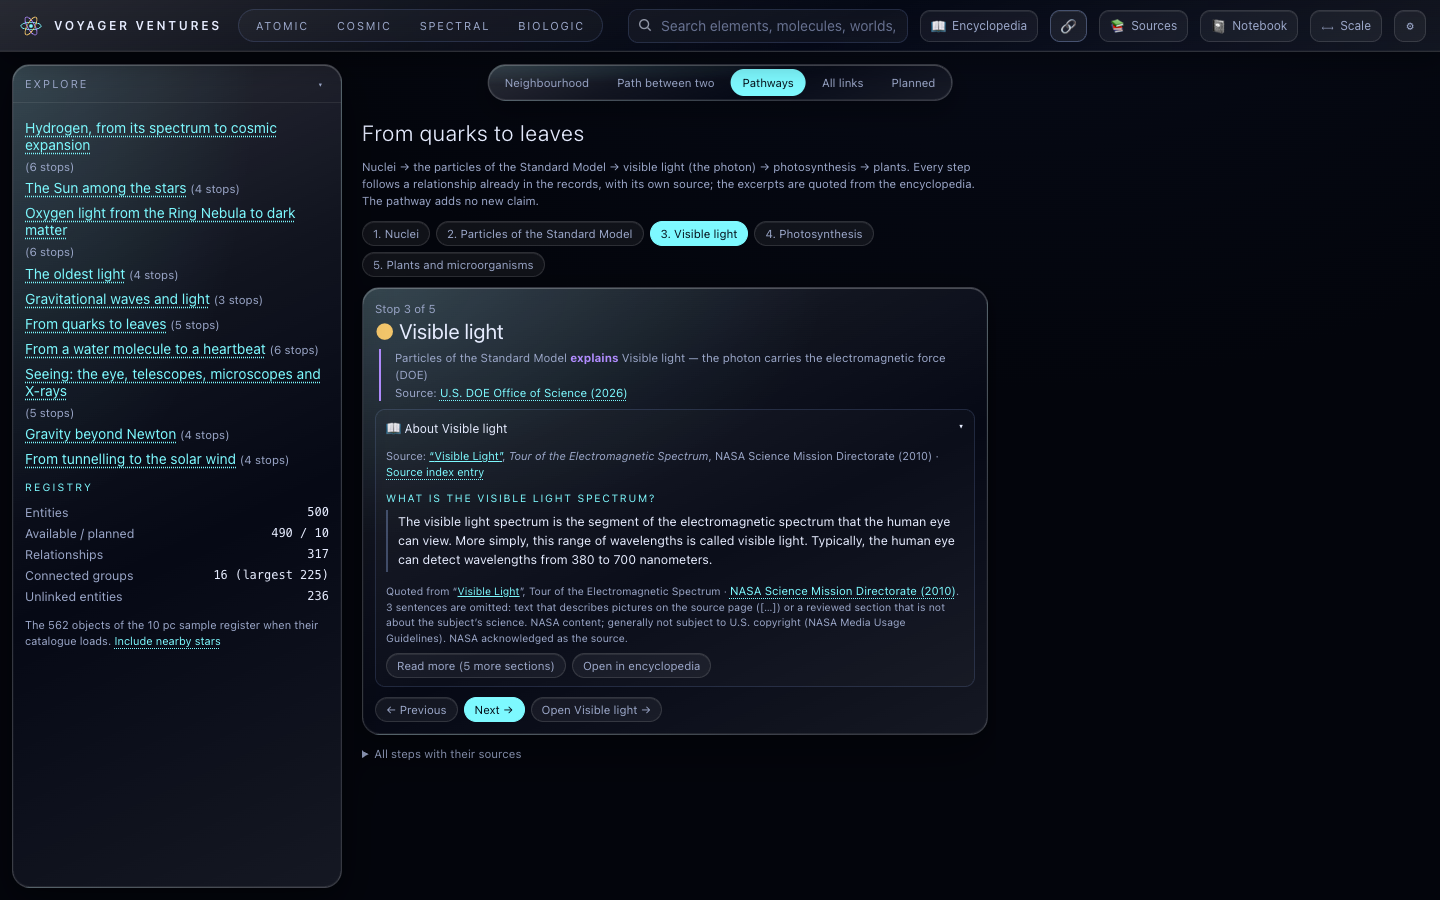 VOYAGER VENTURES
ATOMIC
COSMIC
SPECTRAL
BIOLOGIC
Search elements, molecules, worlds,
Encyclopedia
Sources
Notebook
Scale
EXPLORE
Hydrogen, from its spectrum to cosmic
expansion
(6 stops)
The Sun among the stars (4 stops)
Oxygen light from the Ring Nebula to dark
matter
(6 stops)
The oldest light (4 stops)
Gravitational waves and light (3 stops)
From quarks to leaves (5 stops)
From a water molecule to a heartbeat (6 stops)
Seeing: the eye, telescopes, microscopes and
X-rays
(5 stops)
Gravity beyond Newton (4 stops)
From tunnelling to the solar wind (4 stops)
REGISTRY
Entities 500
Available / planned 490 / 10
Relationships 317
Connected groups 16 (largest 225)
Unlinked entities 236
The 562 objects of the 10 pc sample register when their
catalogue loads. Include nearby stars
Neighbourhood
Path between two
Pathways
All links
Planned
From quarks to leaves
Nuclei → the particles of the Standard Model → visible light (the photon) → photosynthesis → plants. Every step
follows a relationship already in the records, with its own source; the excerpts are quoted from the encyclopedia.
The pathway adds no new claim.
1. Nuclei
2. Particles of the Standard Model
3. Visible light
4. Photosynthesis
5. Plants and microorganisms
Stop 3 of 5
Visible light
Particles of the Standard Model explains Visible light — the photon carries the electromagnetic force
(DOE)
Source: U.S. DOE Office of Science (2026)
About Visible light
Source: “Visible Light”, Tour of the Electromagnetic Spectrum, NASA Science Mission Directorate (2010) ·
Source index entry
WHAT IS THE VISIBLE LIGHT SPECTRUM?
The visible light spectrum is the segment of the electromagnetic spectrum that the human eye
can view. More simply, this range of wavelengths is called visible light. Typically, the human eye
can detect wavelengths from 380 to 700 nanometers.
Quoted from “Visible Light”, Tour of the Electromagnetic Spectrum · NASA Science Mission Directorate (2010).
3 sentences are omitted: text that describes pictures on the source page ([…]) or a reviewed section that is not
about the subject’s science. NASA content; generally not subject to U.S. copyright (NASA Media Usage
Guidelines). NASA acknowledged as the source.
Read more (5 more sections)
Open in encyclopedia
← Previous
Next →
Open Visible light →
All steps with their sources